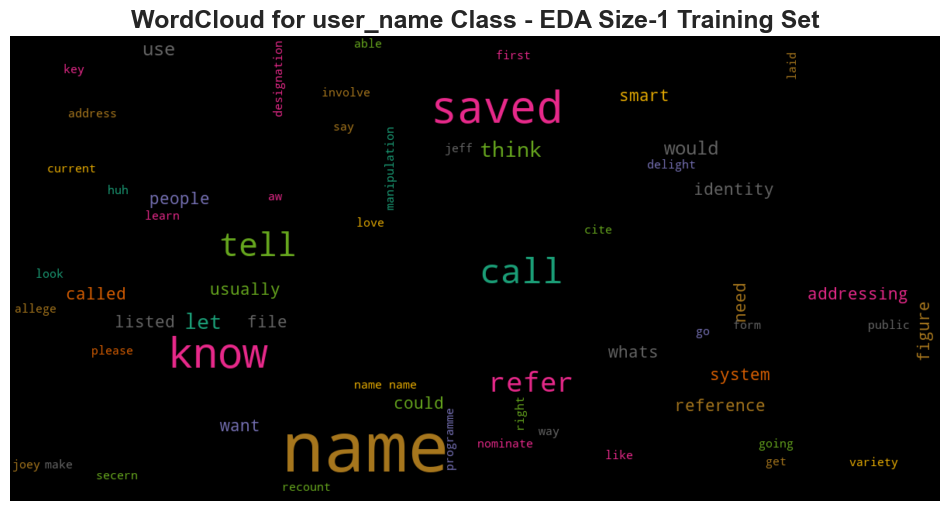 WordCloud for user_name Class - EDA Size-1 Training Set
use
able
first
key
designation
laid
involve
smart
saved
address
say
manipulation
jeff
think
would
delight
current
huh
people
aw
identity
learn
love
cite
tell
call
look
usually
called
need
addressing
allege
listed
let
file
go
form
public
figure
please
know
whats
refer
system
name name
could
right
reference
want
programme
way
nominate
name
like
going
joey
make
get
variety
secern
recount